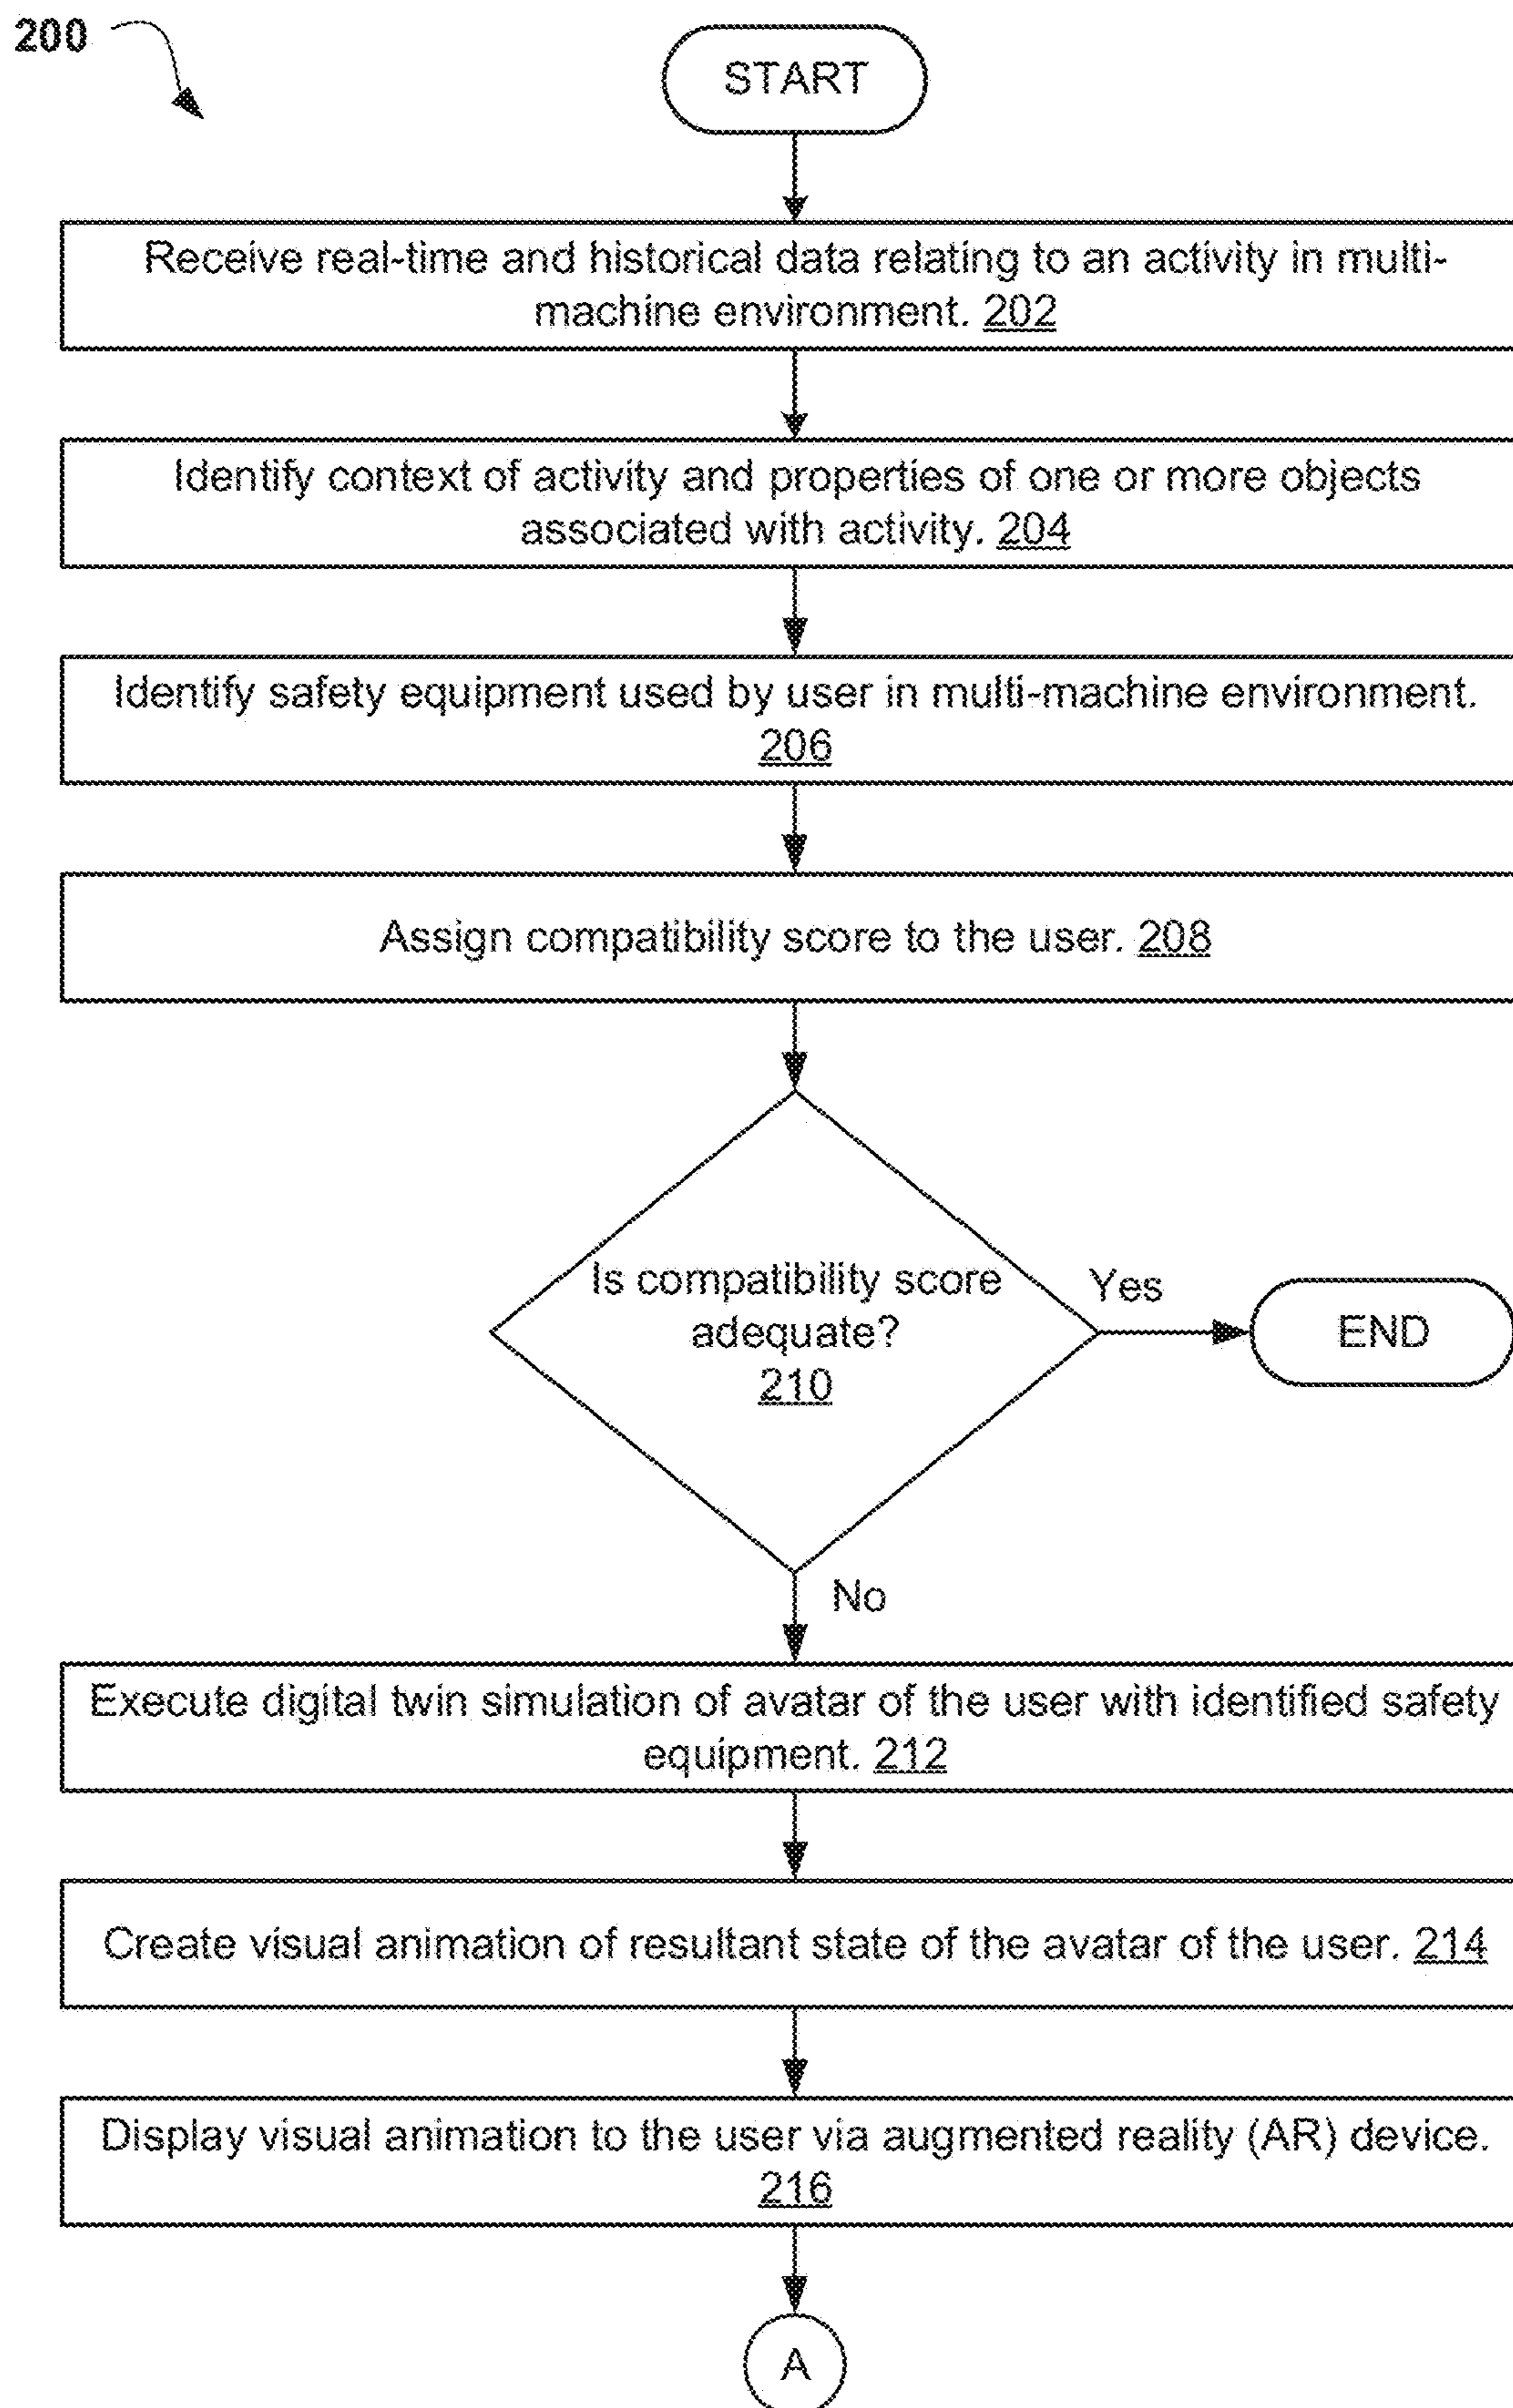 200
START
Receive real-time and historical data relating to an activity in multi-
machine environment. 202
Identify context of activity and properties of one or more objects
associated with activity. 204
Identify safety equipment used by user in multi-machine environment.
206
Assign compatibility score to the user. 208
Is compatibility score
adequate?
210
Yes
END
No
Execute digital twin simulation of avatar of the user with identified safety
equipment. 212
Create visual animation of resultant state of the avatar of the user. 214
Display visual animation to the user via augmented reality (AR) device.
216
A